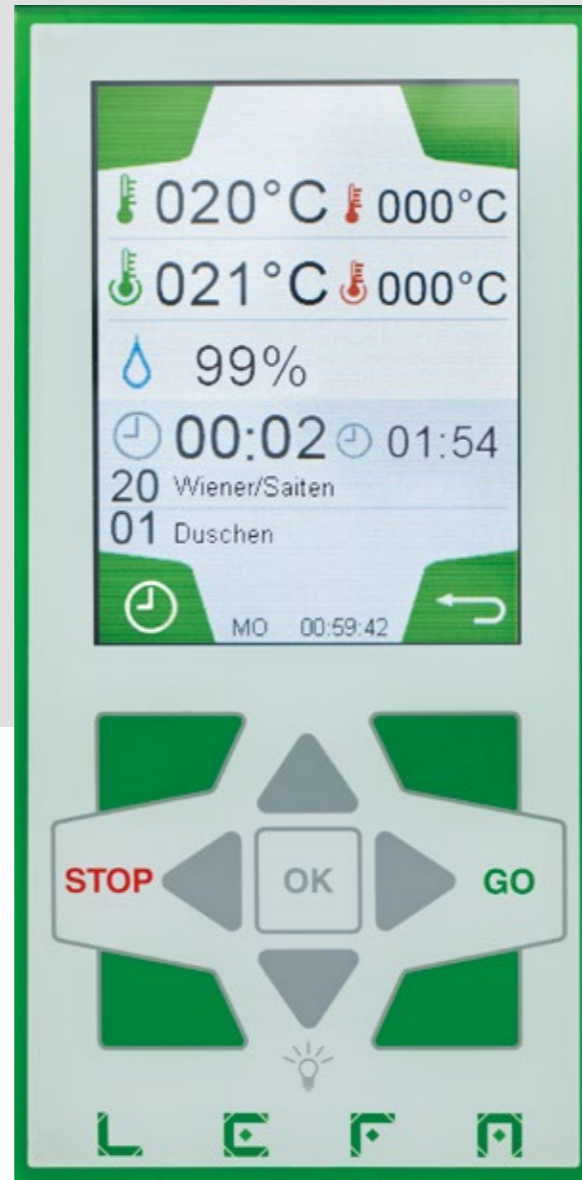 020°C 000°C
021°C 000°C
99%
00:02 01:54
20 Wiener/Saiten
01 Duschen
MO 00:59:42
STOP OK GO
LEFA